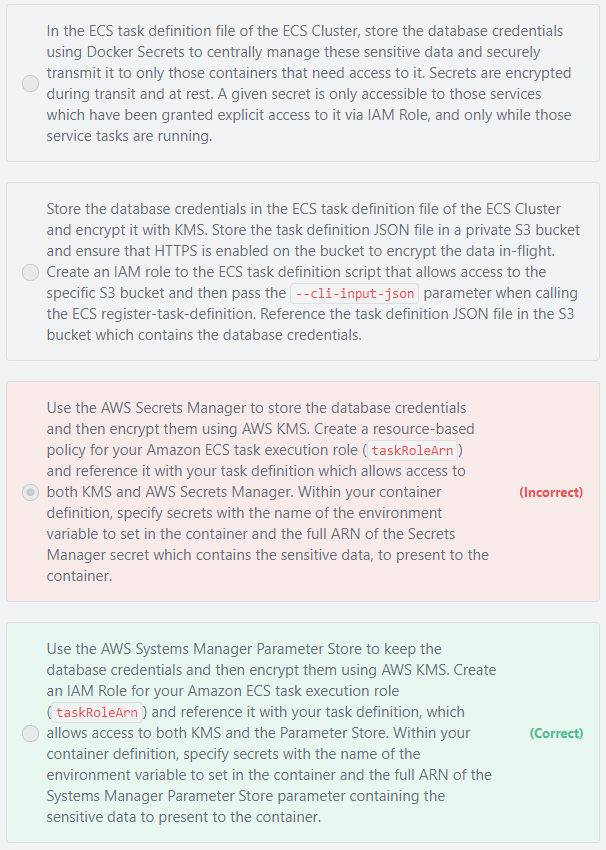 In the ECS task definition file of the ECS Cluster, store the database credentials
using Docker Secrets to centrally manage these sensitive data and securely
transmit it to only those containers that need access to it. Secrets are encrypted
during transit and at rest. A given secret is only accessible to those services
which have been granted explicit access to it via IAM Role, and only while those
service tasks are running.
Store the database credentials in the ECS task definition file of the ECS Cluster
and encrypt it with KMS. Store the task definition JSON file in a private S3 bucket
and ensure that HTTPS is enabled on the bucket to encrypt the data in-flight.
Create an IAM role to the ECS task definition script that allows access to the
specific S3 bucket and then pass the --cli-input-json parameter when calling
the ECS register-task-definition. Reference the task definition JSON file in the S3
bucket which contains the database credentials.
Use the AWS Secrets Manager to store the database credentials
and then encrypt them using AWS KMS. Create a resource-based
policy for your Amazon ECS task execution role (taskRoleArn)
and reference it with your task definition which allows access to
both KMS and AWS Secrets Manager. Within your container
definition, specify secrets with the name of the environment
variable to set in the container and the full ARN of the Secrets
Manager secret which contains the sensitive data, to present to the
container.
(Incorrect)
Use the AWS Systems Manager Parameter Store to keep the
database credentials and then encrypt them using AWS KMS. Create
an IAM Role for your Amazon ECS task execution role
(taskRoleArn) and reference it with your task definition, which
allows access to both KMS and the Parameter Store. Within your
container definition, specify secrets with the name of the
environment variable to set in the container and the full ARN of the
Systems Manager Parameter Store parameter containing the
sensitive data to present to the container.
(Correct)